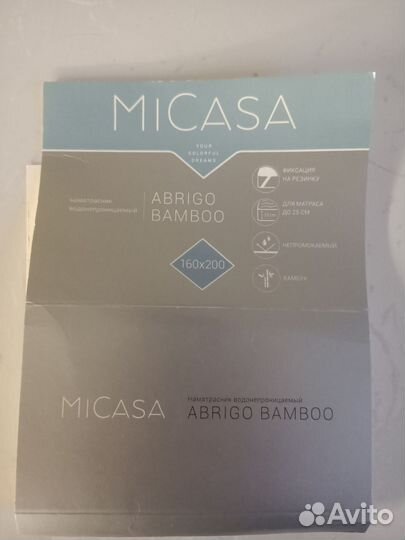 MICASA
YOUR
COLORFUL
DREAMS
наматрасник
водонепроницаемый
ABRIGO
BAMBOO
160x200
ФИКСАЦИЯ
НА РЕЗИНКУ
ДЛЯ МАТРАСА
ДО 25 СМ
НЕПРОМОКАЕМЫЙ
БАМБУК
MICASA
наматрасник водонепроницаемый
ABRIGO BAMBOO
Avito